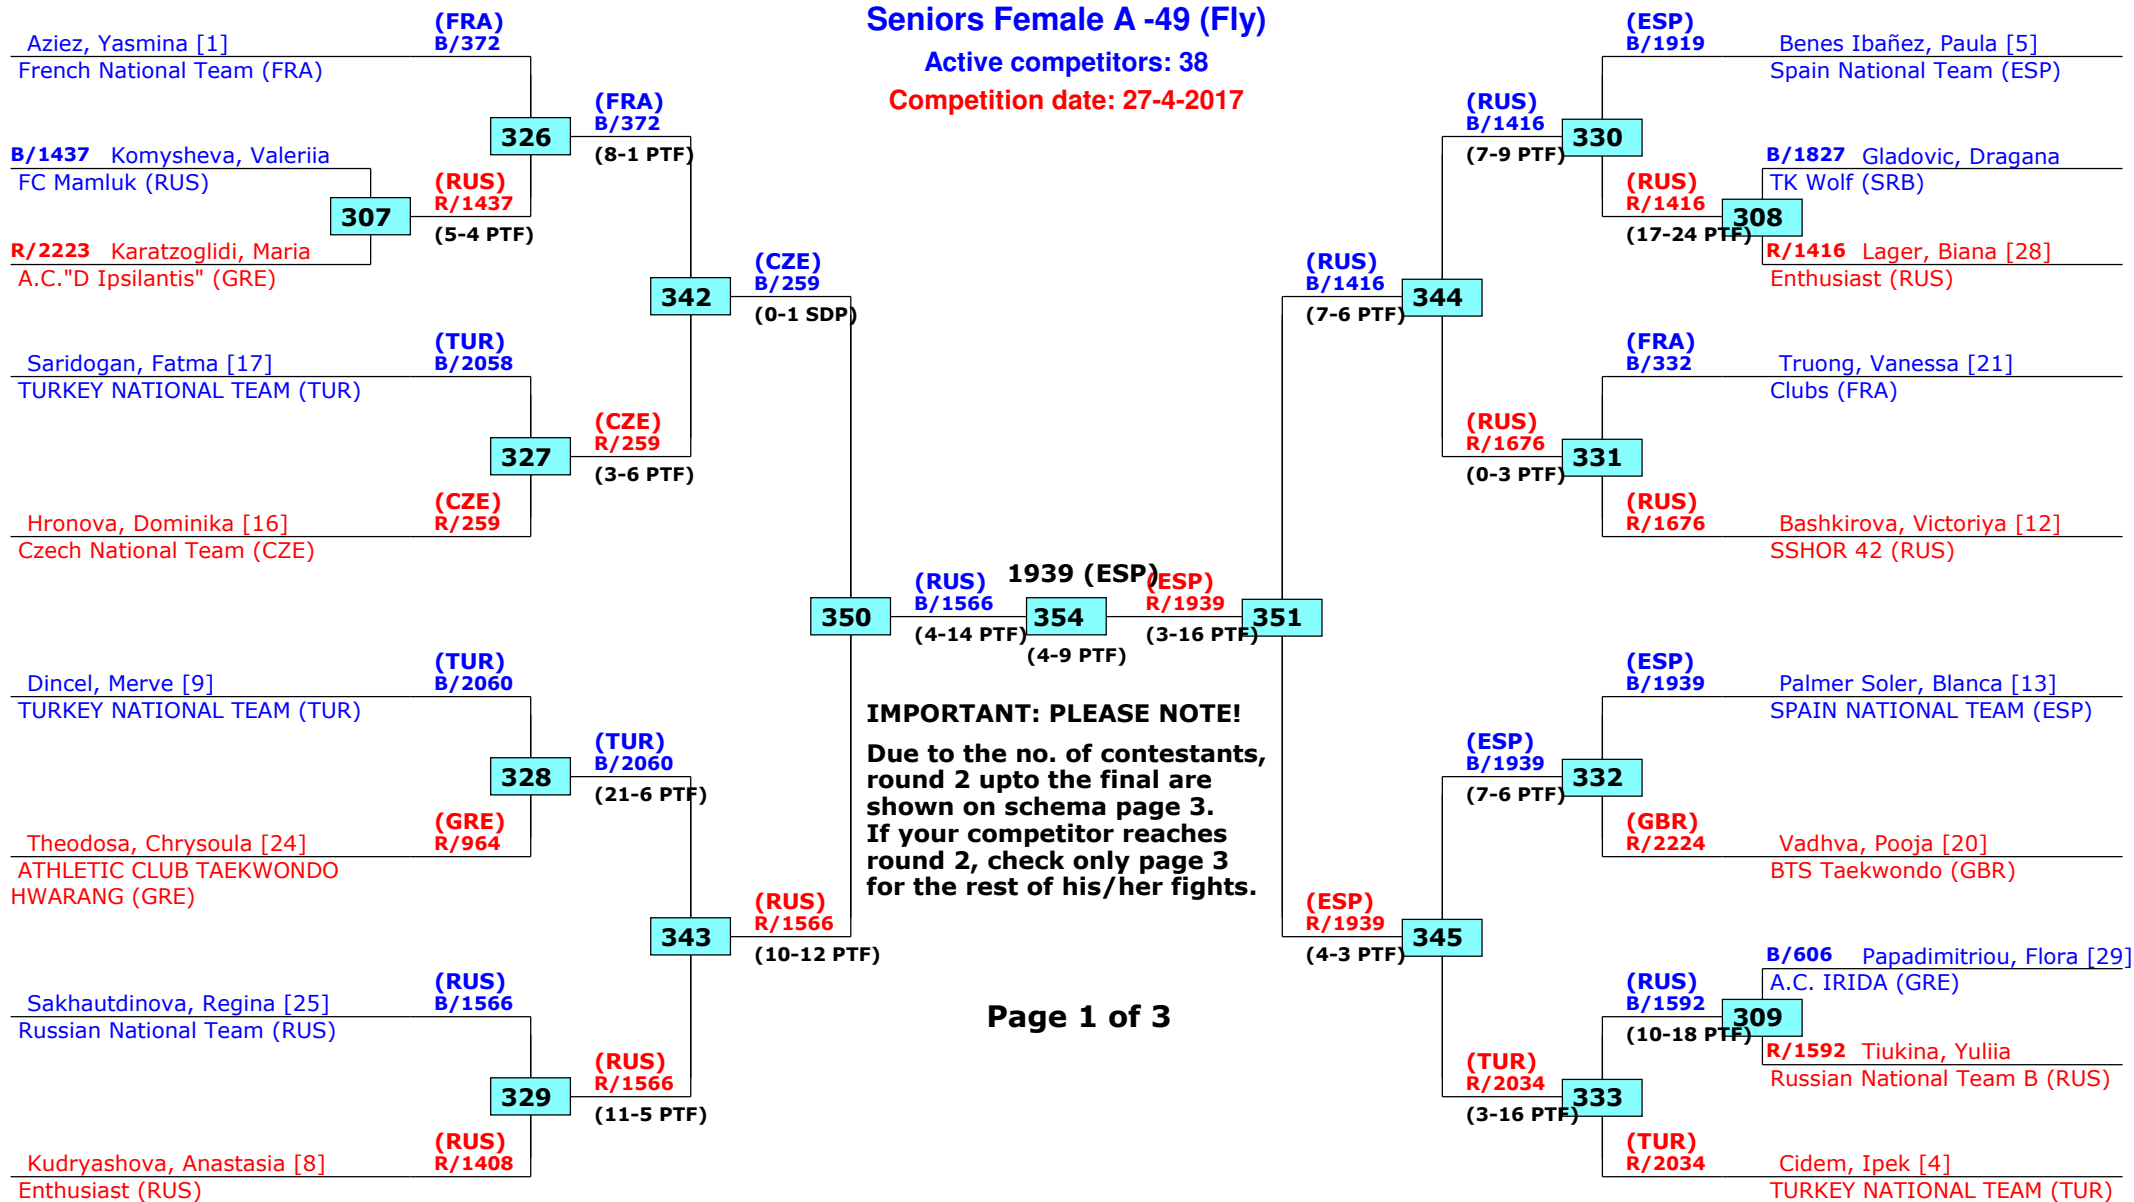 Seniors Female A -49 (Fly)
Active competitors: 38
Competition date: 27-4-2017
Aziez, Yasmina [1]
French National Team (FRA)
(FRA)
B/372
B/1437 Komysheva, Valeriia
FC Mamluk (RUS)
R/2223 Karatzoglidi, Maria
A.C."D Ipsilantis" (GRE)
307
(RUS)
R/1437
(5-4 PTF)
326
(FRA)
B/372
(8-1 PTF)
Saridogan, Fatma [17]
TURKEY NATIONAL TEAM (TUR)
(TUR)
B/2058
Hronova, Dominika [16]
Czech National Team (CZE)
(CZE)
R/259
327
(CZE)
R/259
(3-6 PTF)
342
(CZE)
B/259
(0-1 SDP)
Dincel, Merve [9]
TURKEY NATIONAL TEAM (TUR)
(TUR)
B/2060
Theodosa, Chrysoula [24]
ATHLETIC CLUB TAEKWONDO
HWARANG (GRE)
(GRE)
R/964
328
(TUR)
B/2060
(21-6 PTF)
Sakhautdinova, Regina [25]
Russian National Team (RUS)
(RUS)
B/1566
Kudryashova, Anastasia [8]
Enthusiast (RUS)
(RUS)
R/1408
329
(RUS)
R/1566
(11-5 PTF)
343
(RUS)
R/1566
(10-12 PTF)
350
(RUS)
B/1566
(4-14 PTF)
1939 (ESP)
354
(4-9 PTF)
(ESP)
R/1939
(3-16 PTF)
351
IMPORTANT: PLEASE NOTE!
Due to the no. of contestants,
round 2 upto the final are
shown on schema page 3.
If your competitor reaches
round 2, check only page 3
for the rest of his/her fights.
Page 1 of 3
(ESP)
B/1919
Benes Ibañez, Paula [5]
Spain National Team (ESP)
B/1827 Gladovic, Dragana
TK Wolf (SRB)
R/1416 Lager, Biana [28]
Enthusiast (RUS)
308
(RUS)
R/1416
(17-24 PTF)
330
(RUS)
B/1416
(7-9 PTF)
(FRA)
B/332
Truong, Vanessa [21]
Clubs (FRA)
(RUS)
R/1676
Bashkirova, Victoriya [12]
SSHOR 42 (RUS)
331
(RUS)
R/1676
(0-3 PTF)
344
(RUS)
B/1416
(7-6 PTF)
(ESP)
B/1939
Palmer Soler, Blanca [13]
SPAIN NATIONAL TEAM (ESP)
(GBR)
R/2224
Vadhva, Pooja [20]
BTS Taekwondo (GBR)
332
(ESP)
B/1939
(7-6 PTF)
B/606 Papadimitriou, Flora [29]
A.C. IRIDA (GRE)
R/1592 Tiukina, Yuliia
Russian National Team B (RUS)
309
(RUS)
B/1592
(10-18 PTF)
(TUR)
R/2034
Cidem, Ipek [4]
TURKEY NATIONAL TEAM (TUR)
333
(TUR)
R/2034
(3-16 PTF)
345
(ESP)
R/1939
(4-3 PTF)